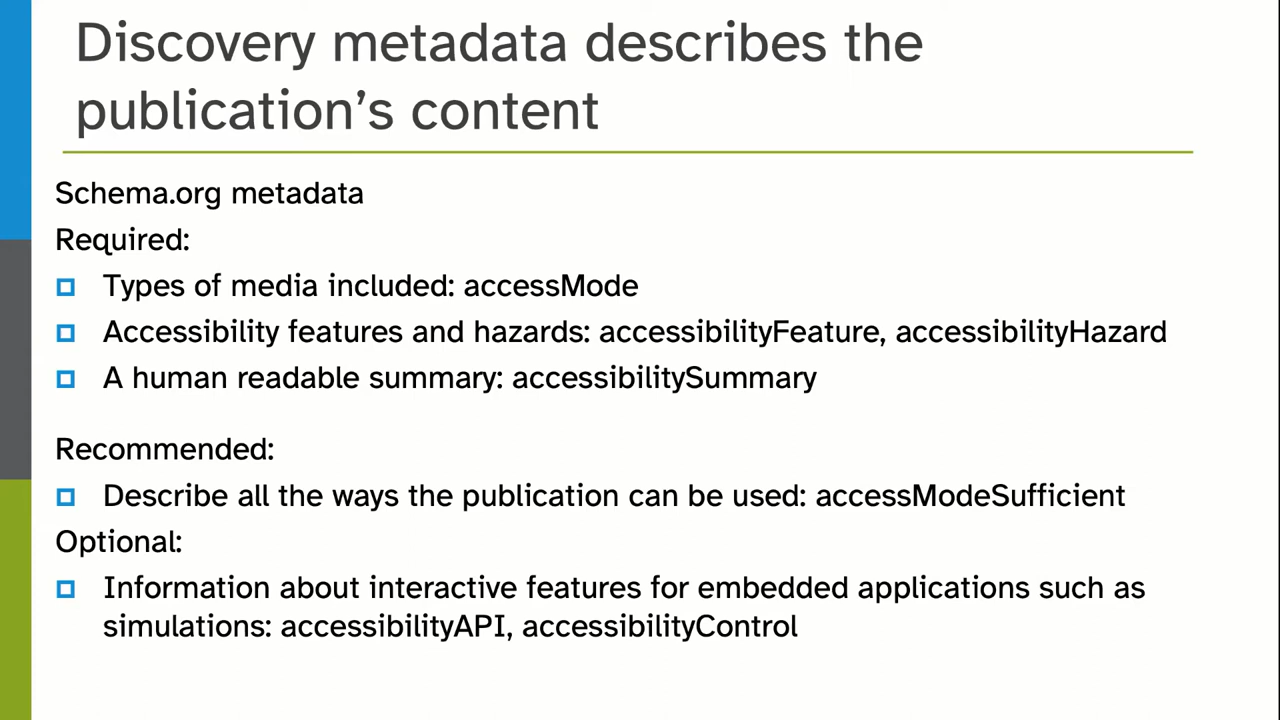 Discovery metadata describes the
publication’s content
Schema.org metadata
Required:
Types of media included: accessMode
Accessibility features and hazards: accessibilityFeature, accessibilityHazard
A human readable summary: accessibilitySummary
Recommended:
Describe all the ways the publication can be used: accessModeSufficient
Optional:
Information about interactive features for embedded applications such as
simulations: accessibilityAPI, accessibilityControl